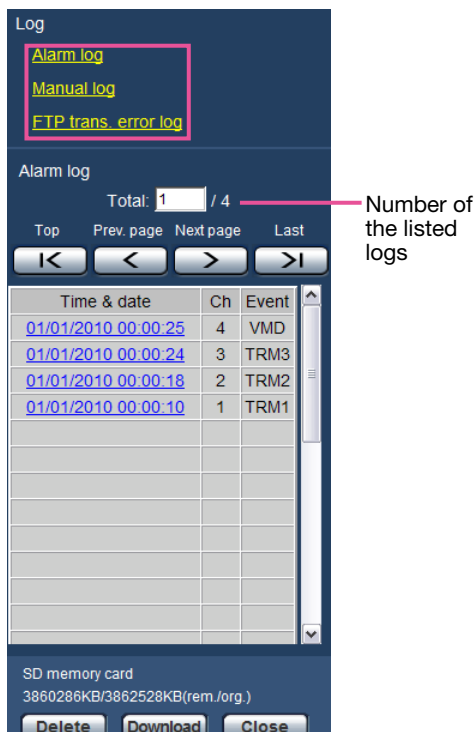 Log
Alarm log
Manual log
FTP trans. error log
Alarm log
Total: 1 / 4
Number of
the listed
logs
Top Prev. page Next page Last
Time & date Ch Event
01/01/2010 00:00:25 4 VMD
01/01/2010 00:00:24 3 TRM3
01/01/2010 00:00:18 2 TRM2
01/01/2010 00:00:10 1 TRM1
SD memory card
3860286KB/3862528KB(rem./org.)
Delete Download Close